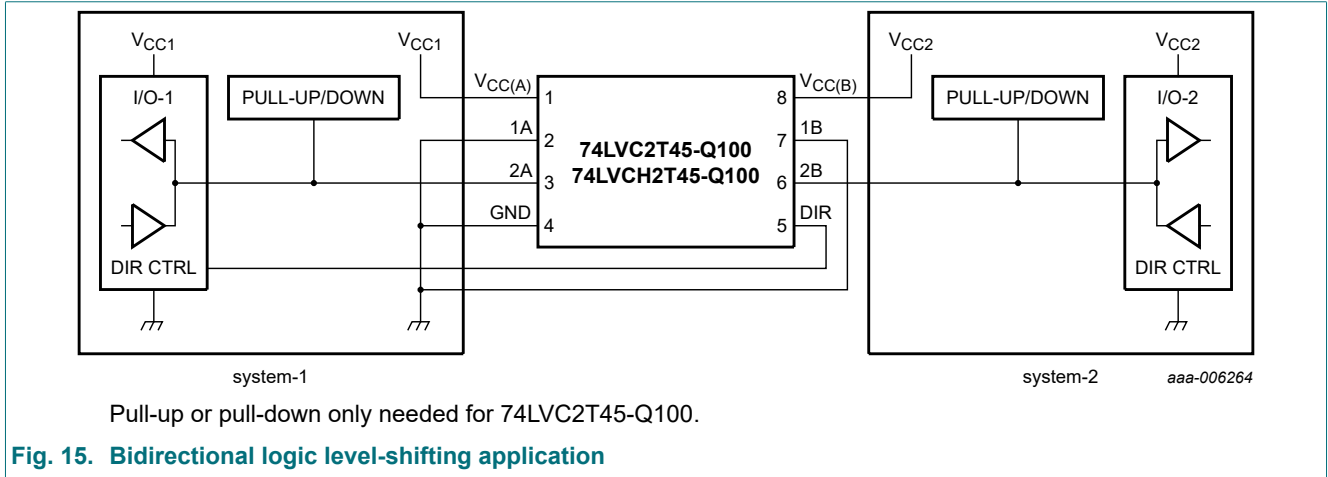 VCC1
VCC1
VCC2
VCC2
I/O-1
PULL-UP/DOWN
VCC(A)
1
8
VCC(B)
PULL-UP/DOWN
I/O-2
1A
2
74LVC2T45-Q100
7
1B
2A
3
74LVCH2T45-Q100
6
2B
GND
4
5
DIR
DIR CTRL
DIR CTRL
system-1
system-2
aaa-006264
Pull-up or pull-down only needed for 74LVC2T45-Q100.
Fig. 15. Bidirectional logic level-shifting application